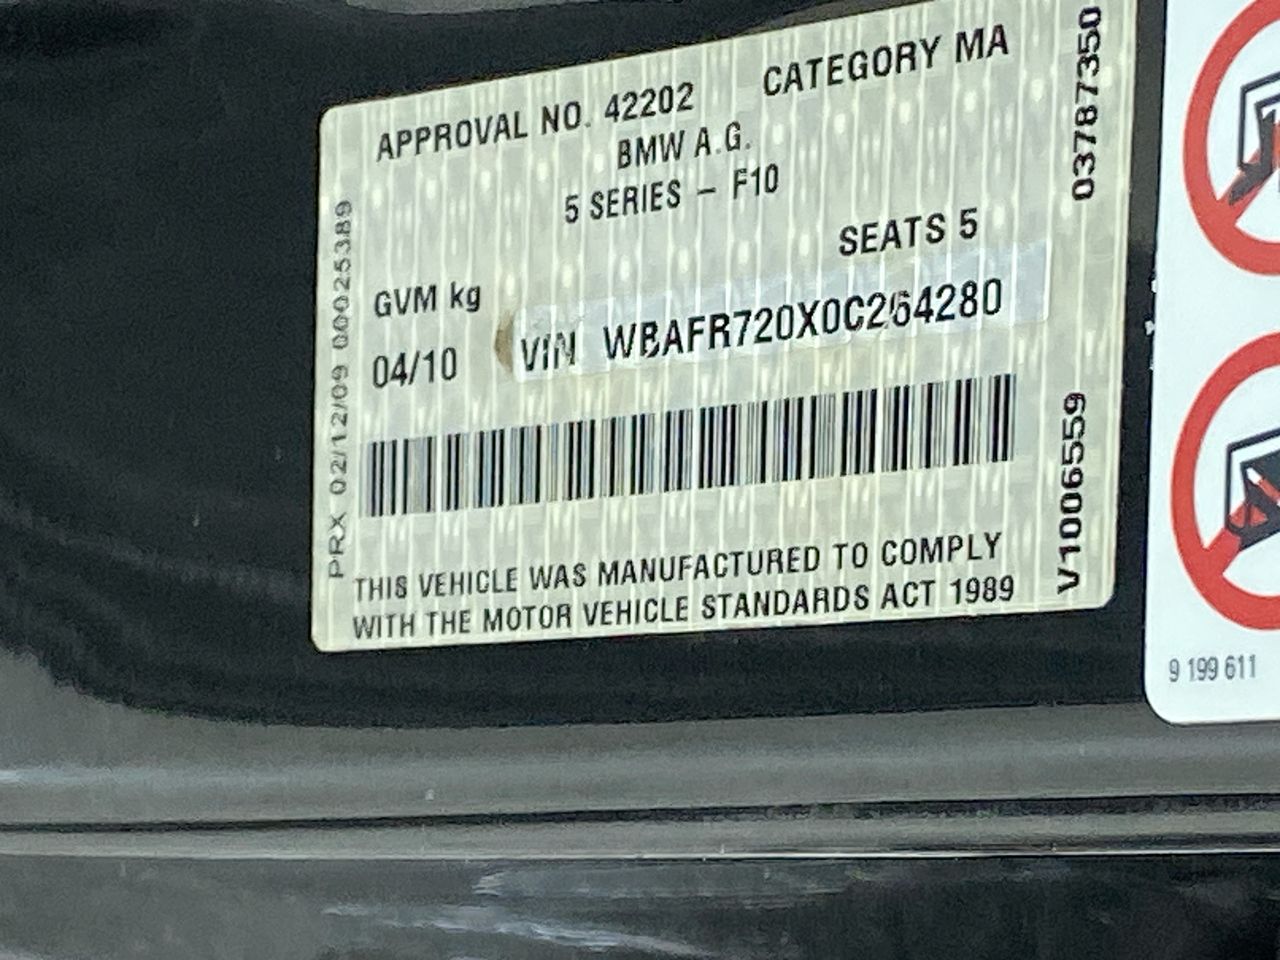 APPROVAL NO. 42202 CATEGORY MA
BMW A.G.
5 SERIES – F10
SEATS 5
GVM kg
04/10
VIN WBAFR720X0C264280
THIS VEHICLE WAS MANUFACTURED TO COMPLY
WITH THE MOTOR VEHICLE STANDARDS ACT 1989
PRX 02/12/09 00025389
03787350
V1006559
9 199 611